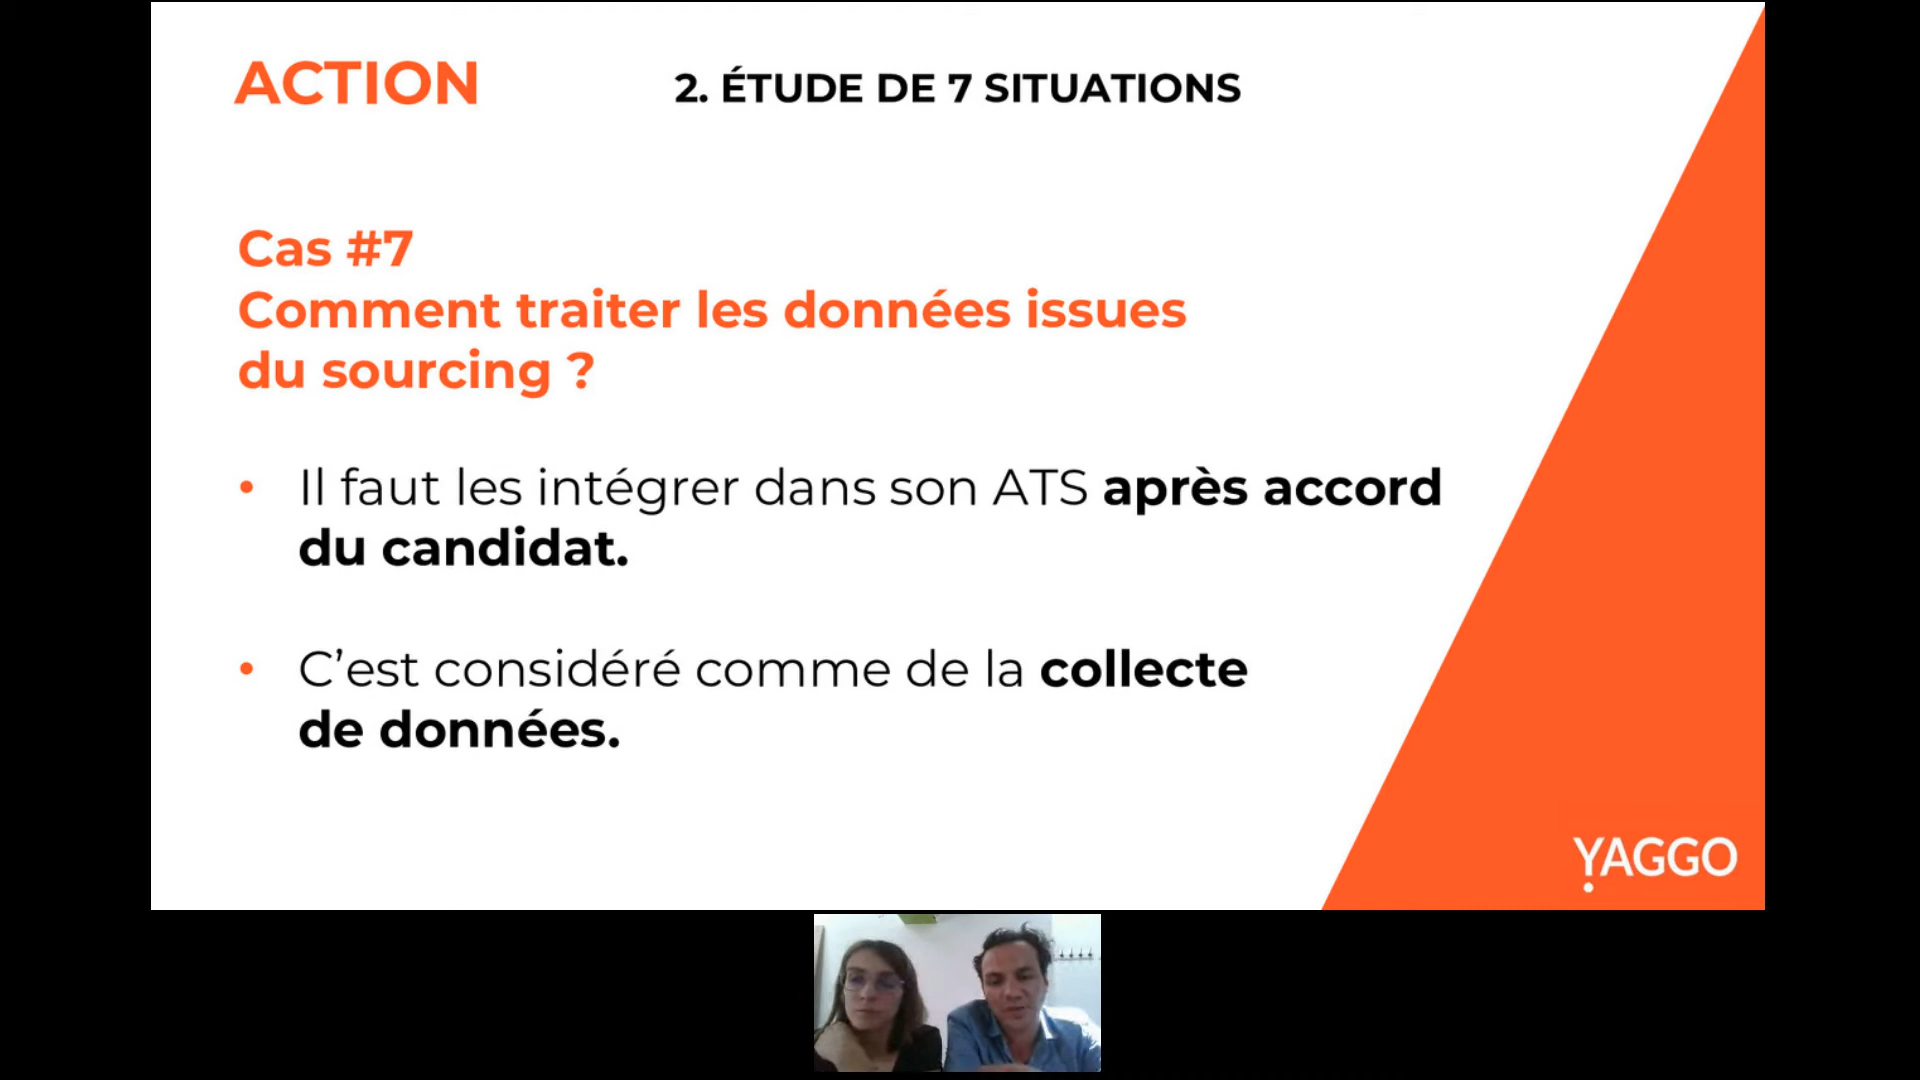 ACTION
2. ÉTUDE DE 7 SITUATIONS
Cas #7
Comment traiter les données issues
du sourcing ?
• Il faut les intégrer dans son ATS après accord
du candidat.
• C’est considéré comme de la collecte
de données.
YAGGO